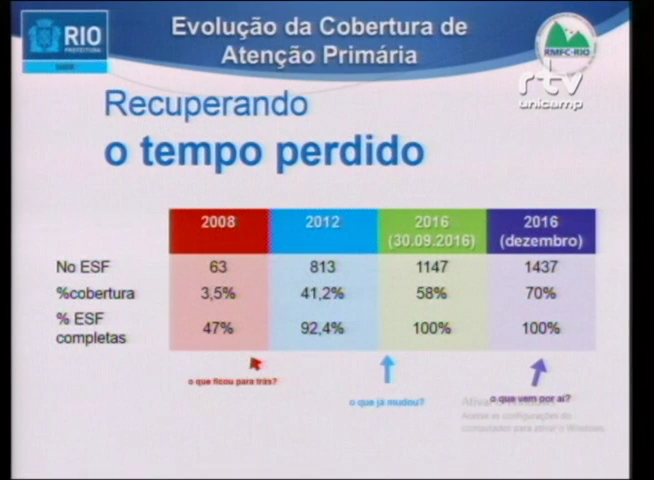 RIO
PREFEITURA
SAÚDE
Evolução da Cobertura de
Atenção Primária
RMFC-RIO
rtv
unicamp
Recuperando
o tempo perdido
2008 2012 2016 2016
(30.09.2016) (dezembro)
No ESF 63 813 1147 1437
%cobertura 3,5% 41,2% 58% 70%
% ESF
completas 47% 92,4% 100% 100%
o que ficou para trás?
o que já mudou?
o que vem por aí?
Acesse as configurações do
computador para ativar o Windows.